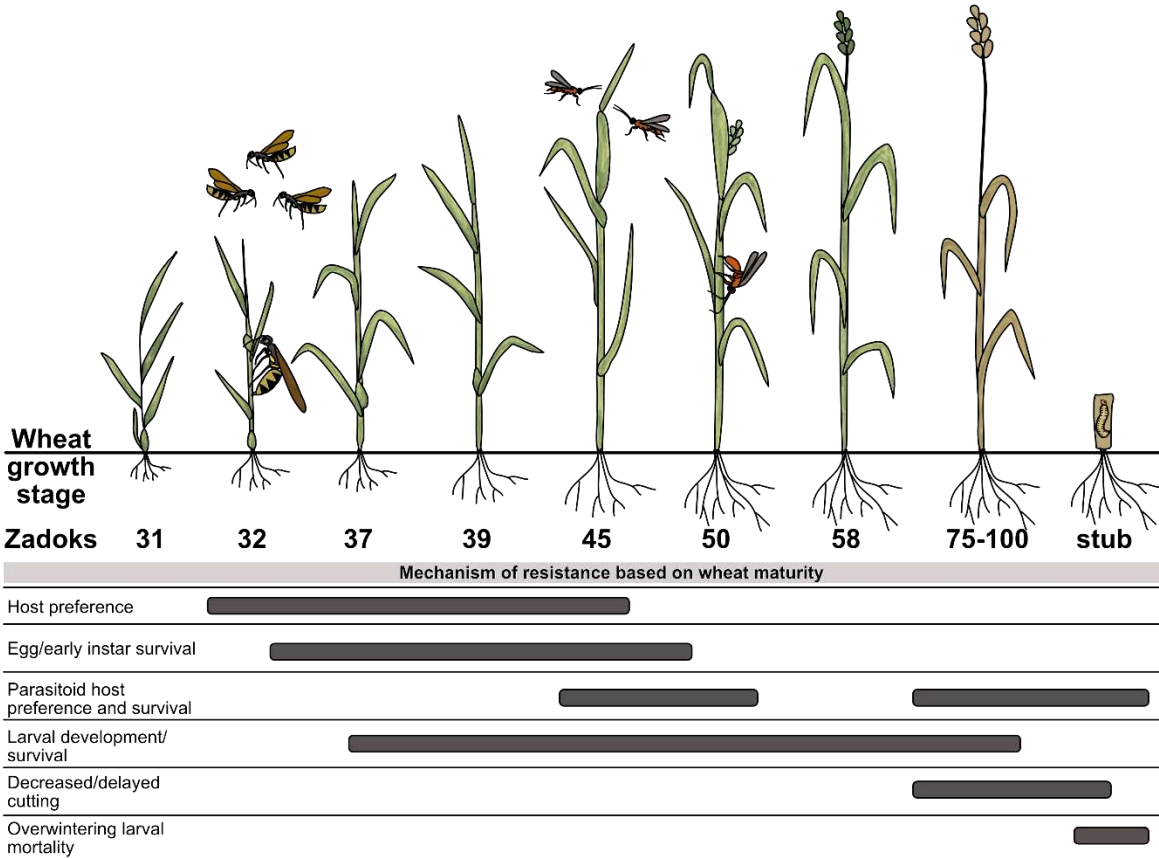 Wheat
growth
stage
Zadoks 31 32 37 39 45 50 58 75-100 stub
Mechanism of resistance based on wheat maturity
Host preference
Egg/early instar survival
Parasitoid host
preference and survival
Larval development/
survival
Decreased/delayed
cutting
Overwintering larval
mortality